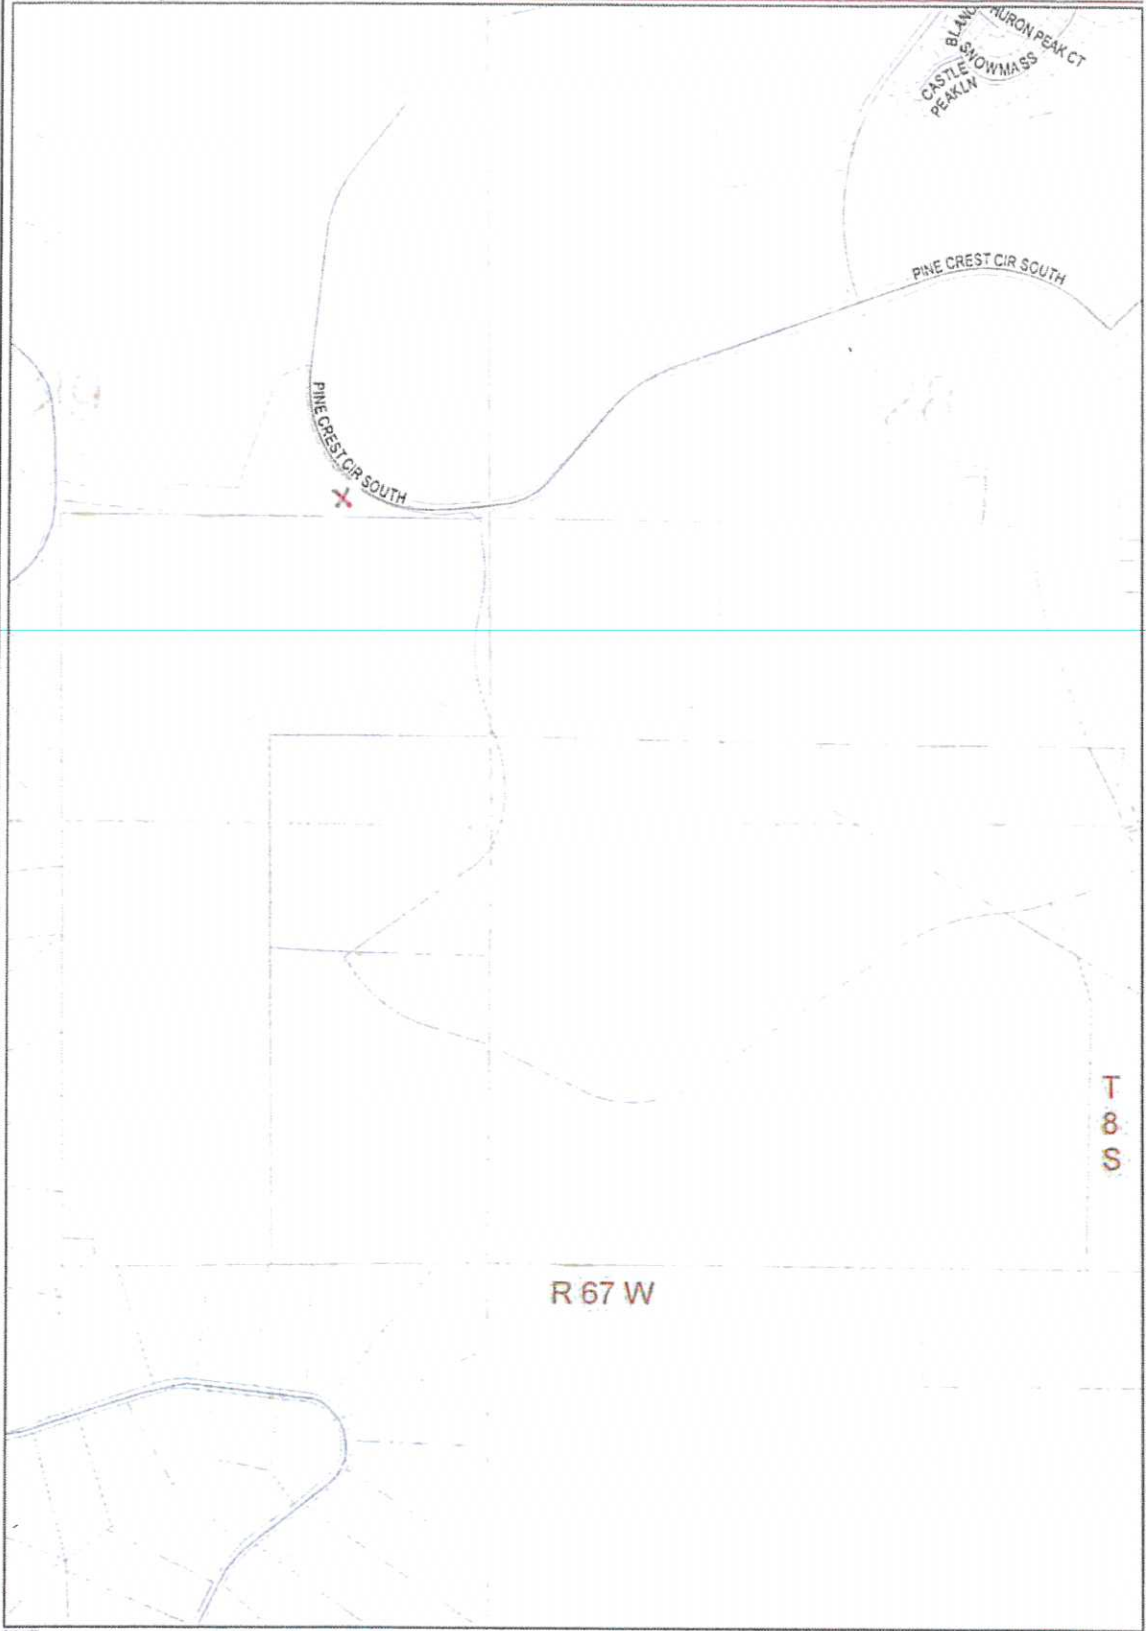 HURON PEAK CT
SNOWMASS
CASTLE
PEAK LN
PINE CREST CIR SOUTH
PINE CREST CIR SOUTH
T
8
S
R 67 W